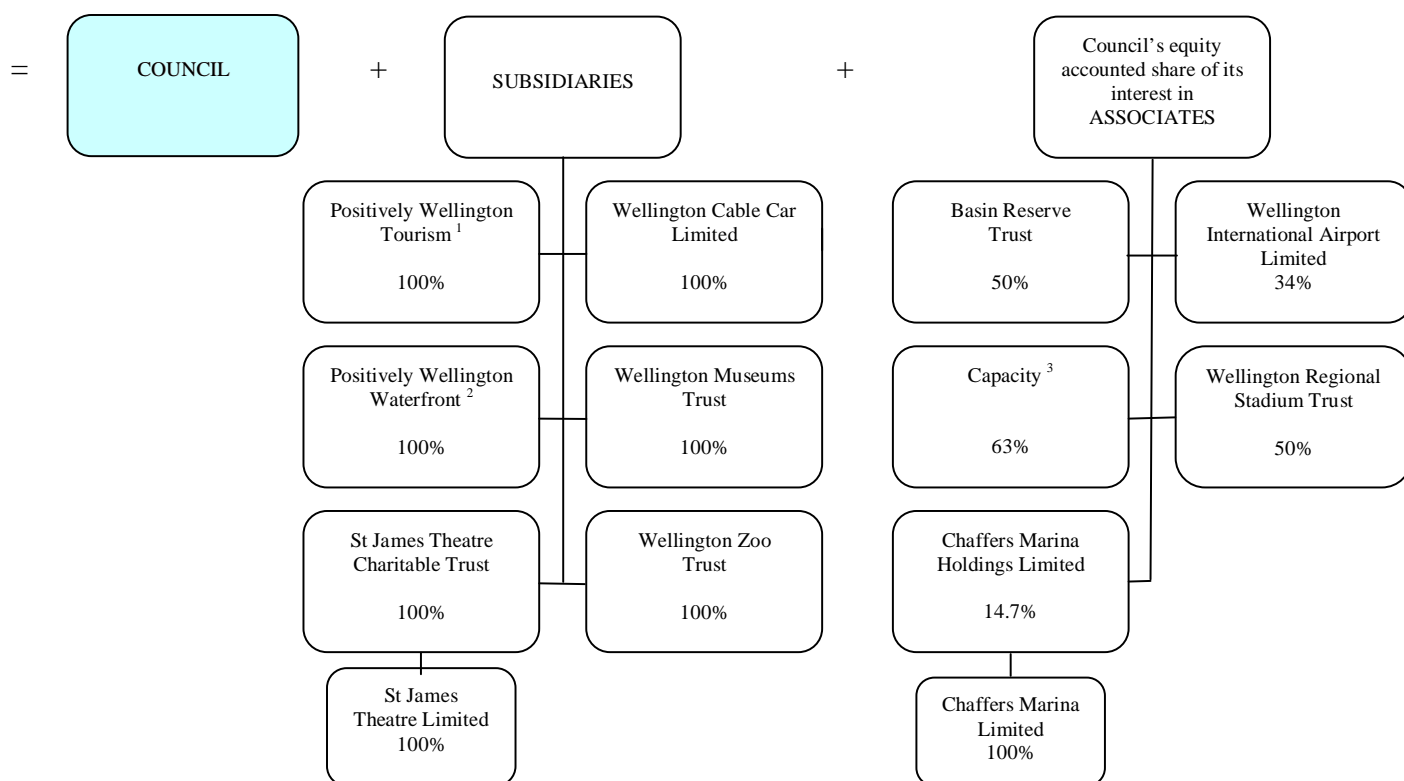 =
COUNCIL
+
SUBSIDIARIES
+
Council's equity
accounted share of its
interest in
ASSOCIATES
Positively Wellington
Tourism 1
100%
Wellington Cable Car
Limited
100%
Basin Reserve
Trust
50%
Wellington
International Airport
Limited
34%
Positively Wellington
Waterfront 2
100%
Wellington Museums
Trust
100%
Capacity 3
63%
Wellington Regional
Stadium Trust
50%
St James Theatre
Charitable Trust
100%
Wellington Zoo
Trust
100%
Chaffers Marina
Holdings Limited
14.7%
St James
Theatre Limited
100%
Chaffers Marina
Limited
100%